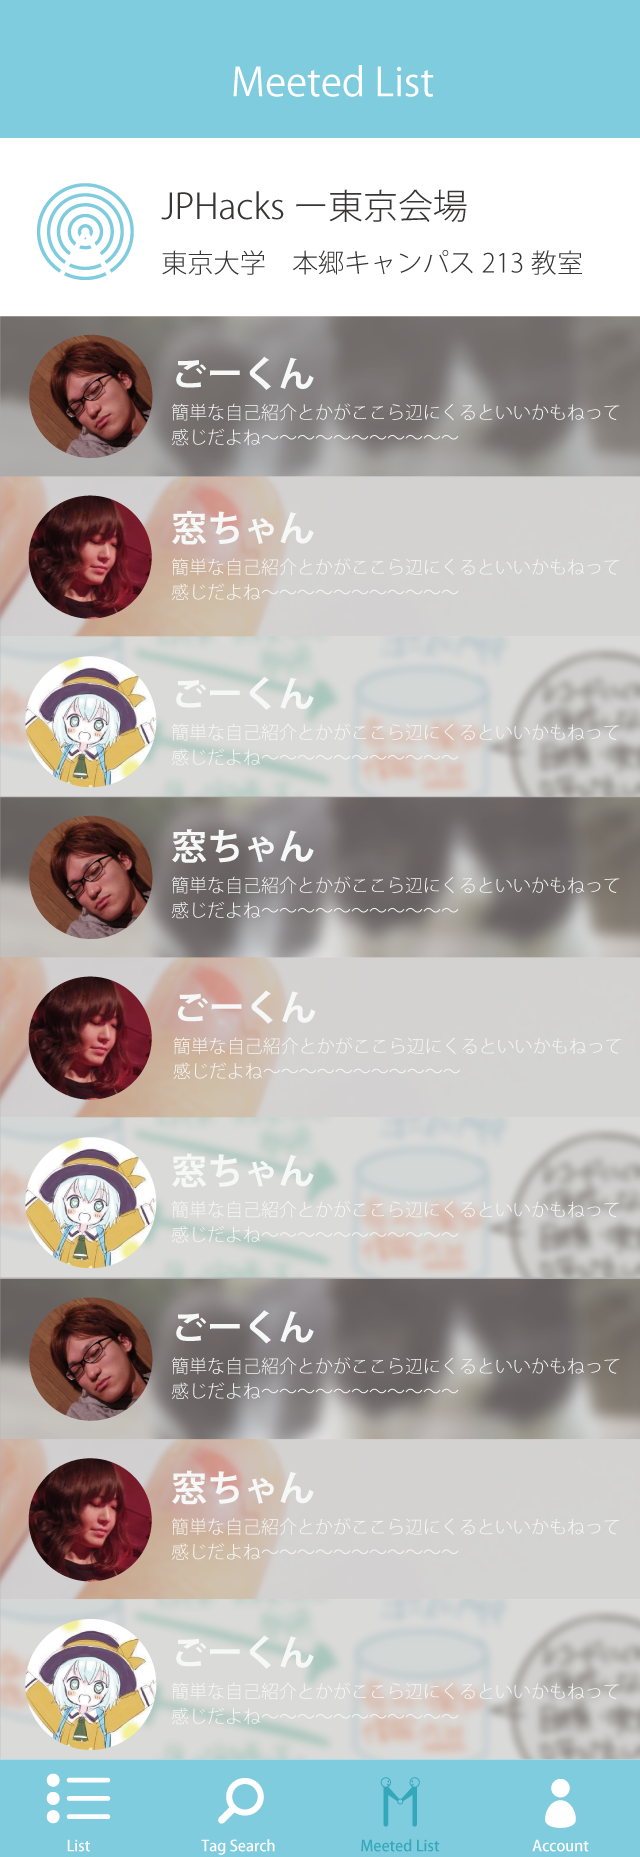 Meeted List
JPHacks ー東京会場
東京大学　本郷キャンパス 213 教室
ごーくん
簡単な自己紹介とかがここら辺にくるといいかもねって
感じだよね〜〜〜〜〜〜〜〜〜〜〜
窓ちゃん
簡単な自己紹介とかがここら辺にくるといいかもねって
感じだよね〜〜〜〜〜〜〜〜〜〜〜
ごーくん
簡単な自己紹介とかがここら辺にくるといいかもねって
感じだよね〜〜〜〜〜〜〜〜〜〜〜
窓ちゃん
簡単な自己紹介とかがここら辺にくるといいかもねって
感じだよね〜〜〜〜〜〜〜〜〜〜〜
ごーくん
簡単な自己紹介とかがここら辺にくるといいかもねって
感じだよね〜〜〜〜〜〜〜〜〜〜〜
窓ちゃん
簡単な自己紹介とかがここら辺にくるといいかもねって
感じだよね〜〜〜〜〜〜〜〜〜〜〜
ごーくん
簡単な自己紹介とかがここら辺にくるといいかもねって
感じだよね〜〜〜〜〜〜〜〜〜〜〜
窓ちゃん
簡単な自己紹介とかがここら辺にくるといいかもねって
感じだよね〜〜〜〜〜〜〜〜〜〜〜
ごーくん
簡単な自己紹介とかがここら辺にくるといいかもねって
感じだよね〜〜〜〜〜〜〜〜〜〜〜
List Tag Search Meeted List Account